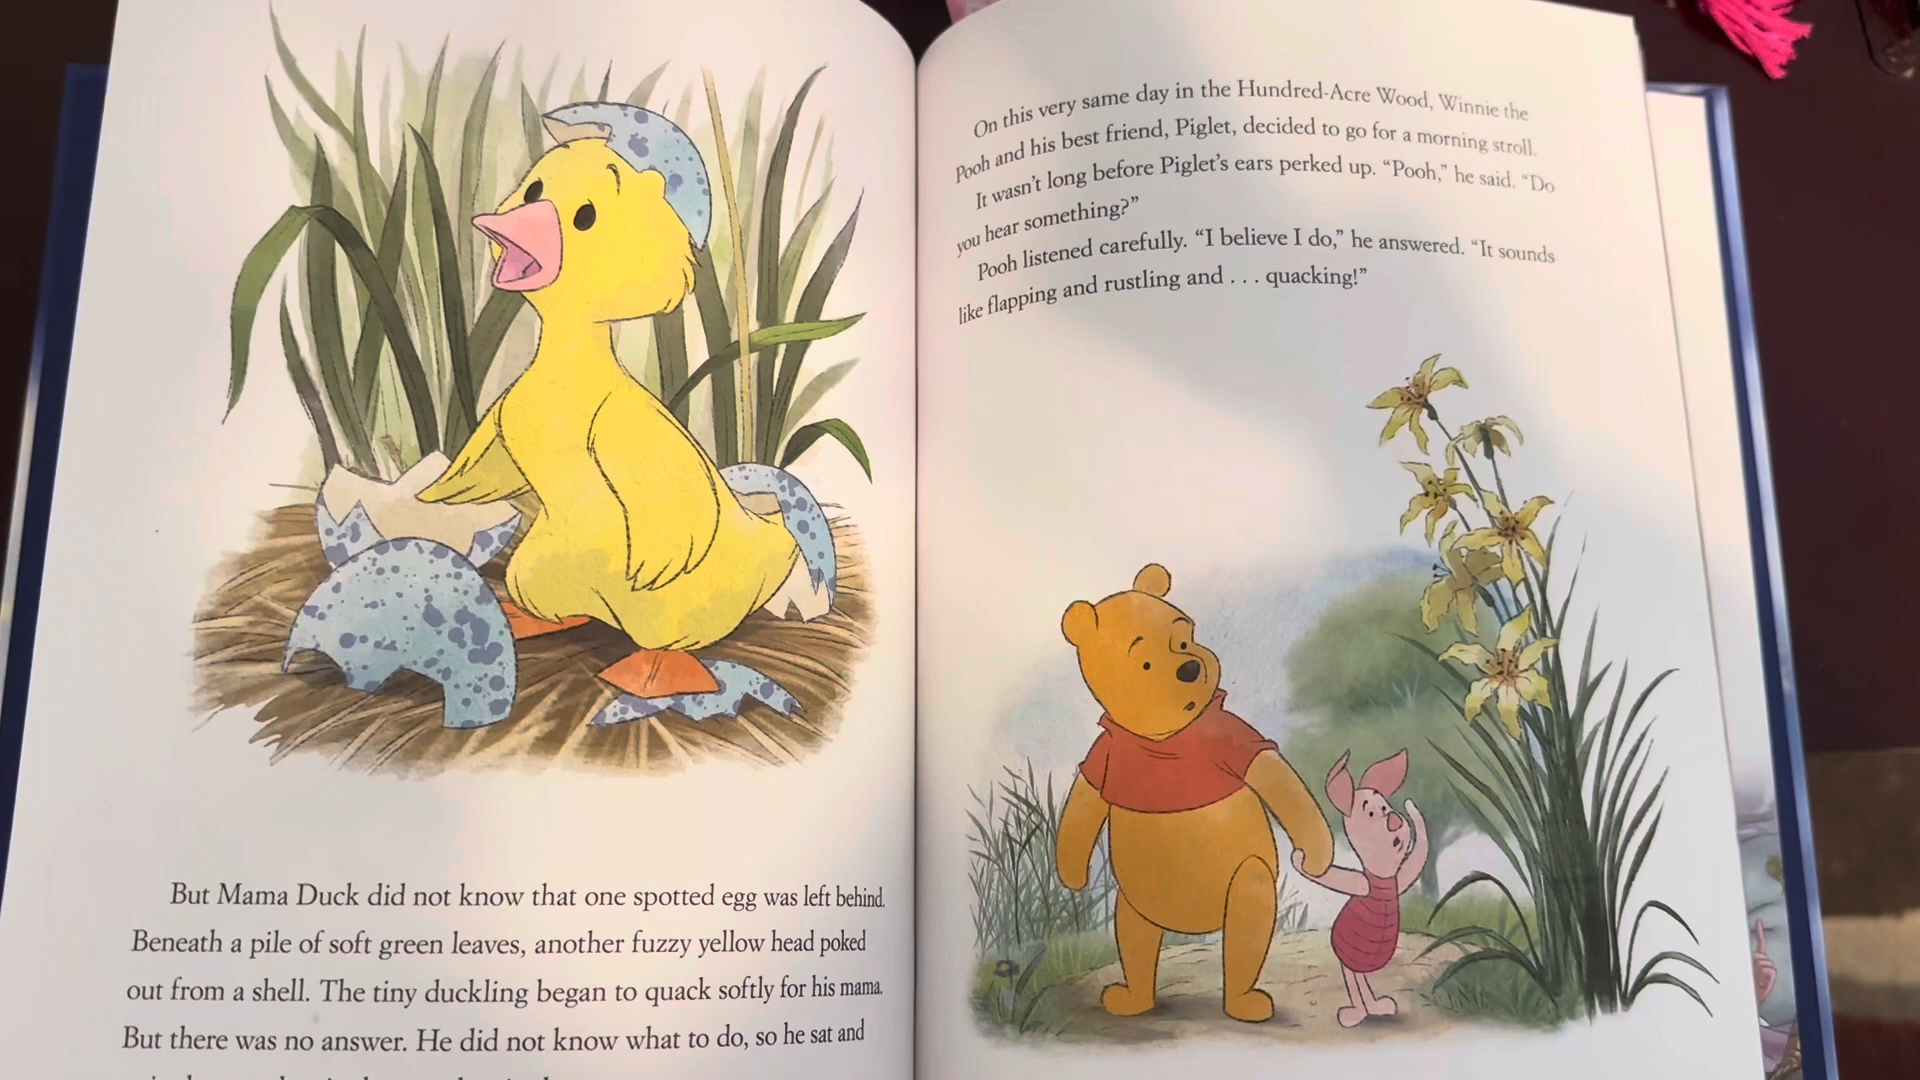 But Mama Duck did not know that one spotted egg was left behind.
Beneath a pile of soft green leaves, another fuzzy yellow head poked
out from a shell. The tiny duckling began to quack softly for his mama.
But there was no answer. He did not know what to do, so he sat and
On this very same day in the Hundred-Acre Wood, Winnie the
Pooh and his best friend, Piglet, decided to go for a morning stroll.
It wasn’t long before Piglet’s ears perked up. “Pooh,” he said. “Do
you hear something?”
Pooh listened carefully. “I believe I do,” he answered. “It sounds
like flapping and rustling and . . . quacking!”